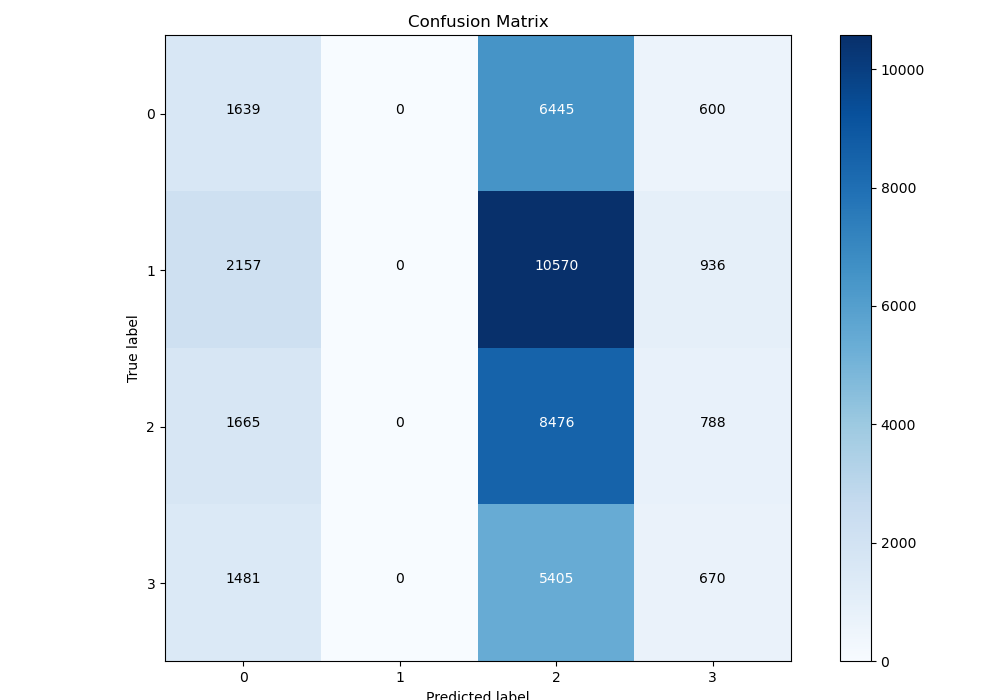 Confusion Matrix
0 1639 0 6445 600
1 2157 0 10570 936
2 1665 0 8476 788
3 1481 0 5405 670
0 1 2 3
True label
Predicted label
10000
8000
6000
4000
2000
0